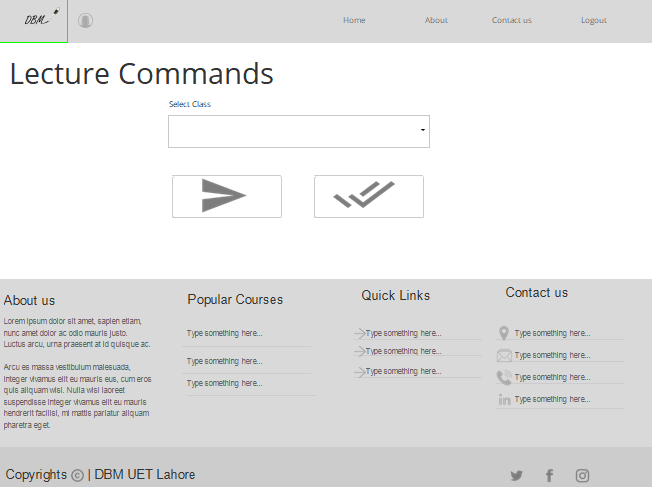 DBM
Home
About
Contact us
Logout
Lecture Commands
Select Class
About us
Lorem ipsum dolor sit amet, sapien etiam,
nunc amet dolor ac odio mauris justo.
Luctus arcu, urna praesent at id quisque ac.
Arcu es massa vestibulum malesuada,
integer vivamus elit eu mauris eus, cum eros
quis aliquam wisi. Nulla wisi laoreet
suspendisse integer vivamus elit eu mauris
hendrerit facilisi, mi mattis pariatur aliquam
pharetra eget.
Popular Courses
Type something here...
Type something here...
Type something here...
Quick Links
Type something here...
Type something here...
Type something here...
Contact us
Type something here...
Type something here...
Type something here...
Type something here...
Copyrights © | DBM UET Lahore